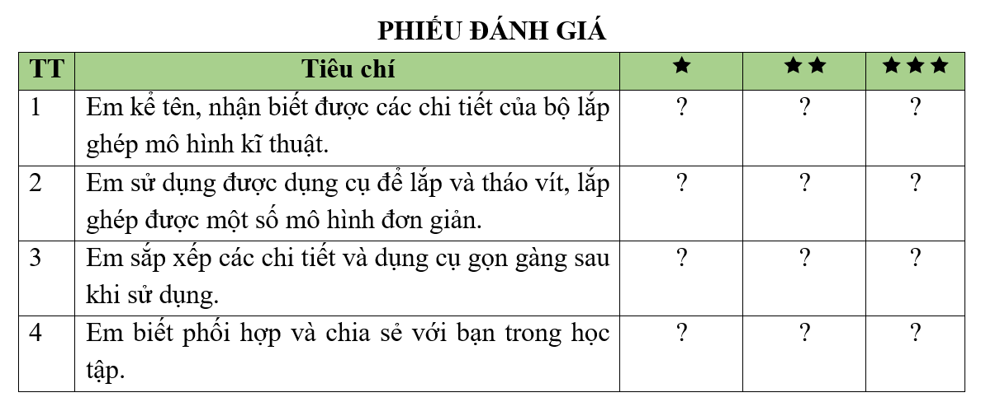 PHIẾU ĐÁNH GIÁ
TT Tiêu chí ★ ★★ ★★★
1 Em kể tên, nhận biết được các chi tiết của bộ lắp ? ? ?
ghép mô hình kĩ thuật.
2 Em sử dụng được dụng cụ để lắp và tháo vít, lắp ? ? ?
ghép được một số mô hình đơn giản.
3 Em sắp xếp các chi tiết và dụng cụ gọn gàng sau ? ? ?
khi sử dụng.
4 Em biết phối hợp và chia sẻ với bạn trong học ? ? ?
tập.